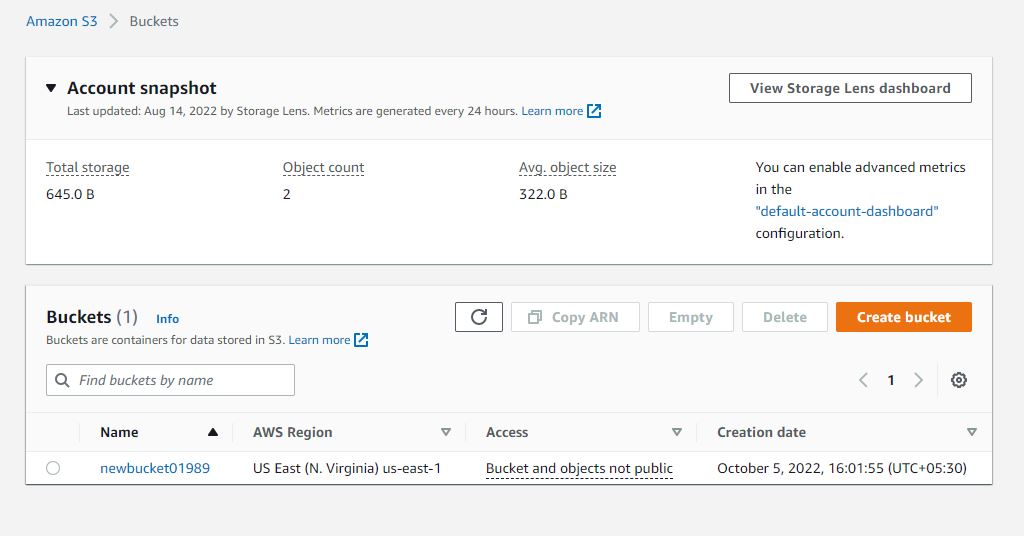 Amazon S3 > Buckets
Account snapshot
View Storage Lens dashboard
Last updated: Aug 14, 2022 by Storage Lens. Metrics are generated every 24 hours. Learn more
Total storage
645.0 B
Object count
2
Avg. object size
322.0 B
You can enable advanced metrics
in the
"default-account-dashboard"
configuration.
Buckets (1) Info
Buckets are containers for data stored in S3. Learn more
Copy ARN
Empty
Delete
Create bucket
Find buckets by name
1
Name AWS Region Access Creation date
newbucket01989 US East (N. Virginia) us-east-1 Bucket and objects not public October 5, 2022, 16:01:55 (UTC+05:30)